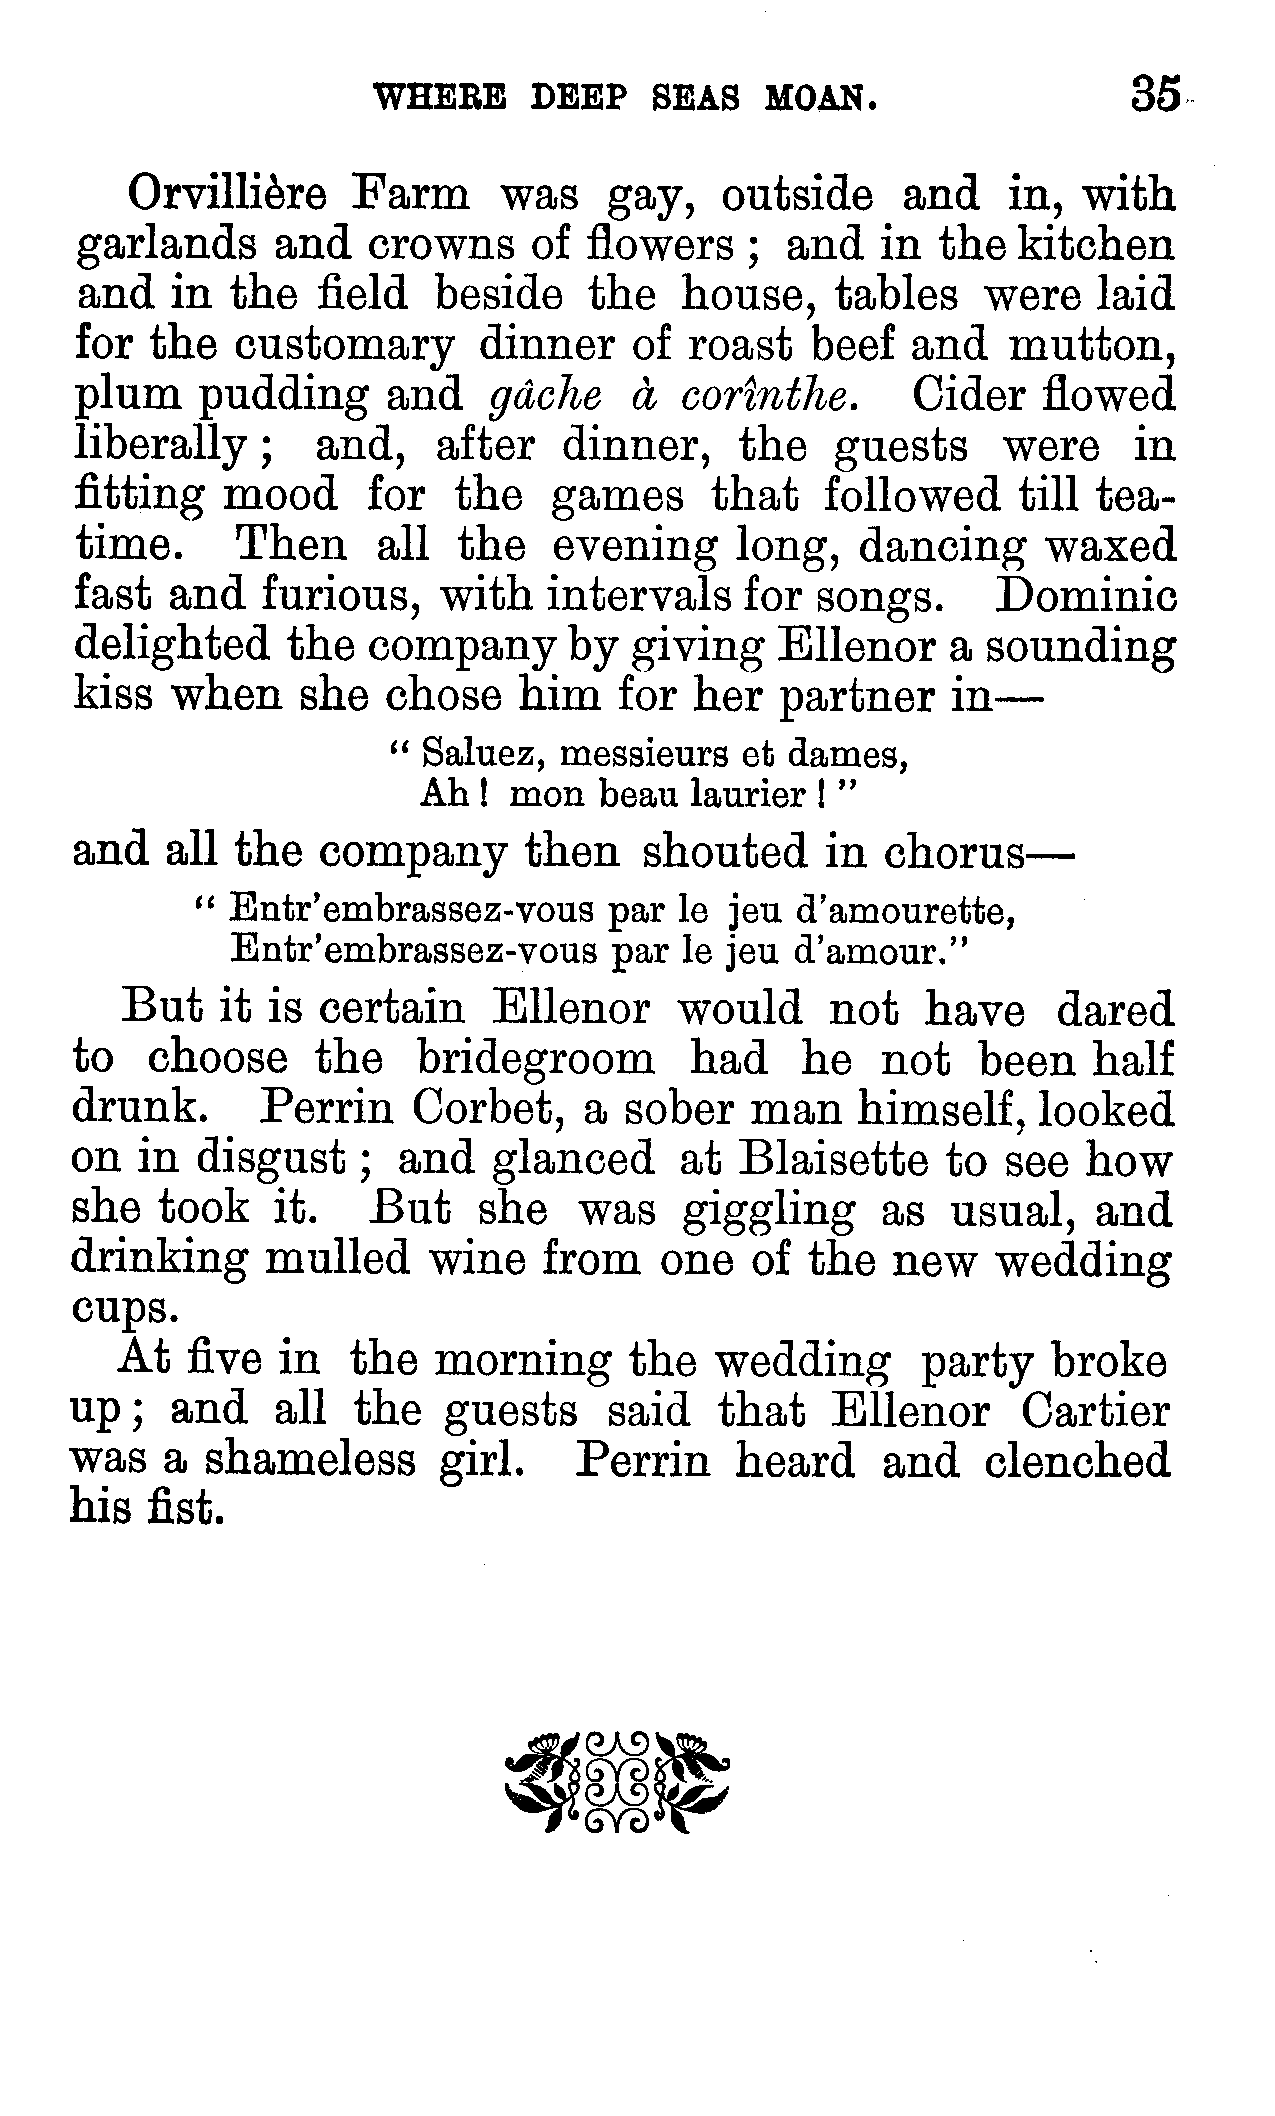 WHERE DEEP SEAS MOAN. 35
Orvillière Farm was gay, outside and in, with
garlands and crowns of flowers ; and in the kitchen
and in the field beside the house, tables were laid
for the customary dinner of roast beef and mutton,
plum pudding and gâche à corînthe. Cider flowed
liberally ; and, after dinner, the guests were in
fitting mood for the games that followed till tea-
time. Then all the evening long, dancing waxed
fast and furious, with intervals for songs. Dominic
delighted the company by giving Ellenor a sounding
kiss when she chose him for her partner in—
“ Saluez, messieurs et dames,
Ah ! mon beau laurier ! ”
and all the company then shouted in chorus—
“ Entr’embrassez-vous par le jeu d’amourette,
Entr’embrassez-vous par le jeu d’amour.”
But it is certain Ellenor would not have dared
to choose the bridegroom had he not been half
drunk. Perrin Corbet, a sober man himself, looked
on in disgust ; and glanced at Blaisette to see how
she took it. But she was giggling as usual, and
drinking mulled wine from one of the new wedding
cups.
At five in the morning the wedding party broke
up ; and all the guests said that Ellenor Cartier
was a shameless girl. Perrin heard and clenched
his fist.